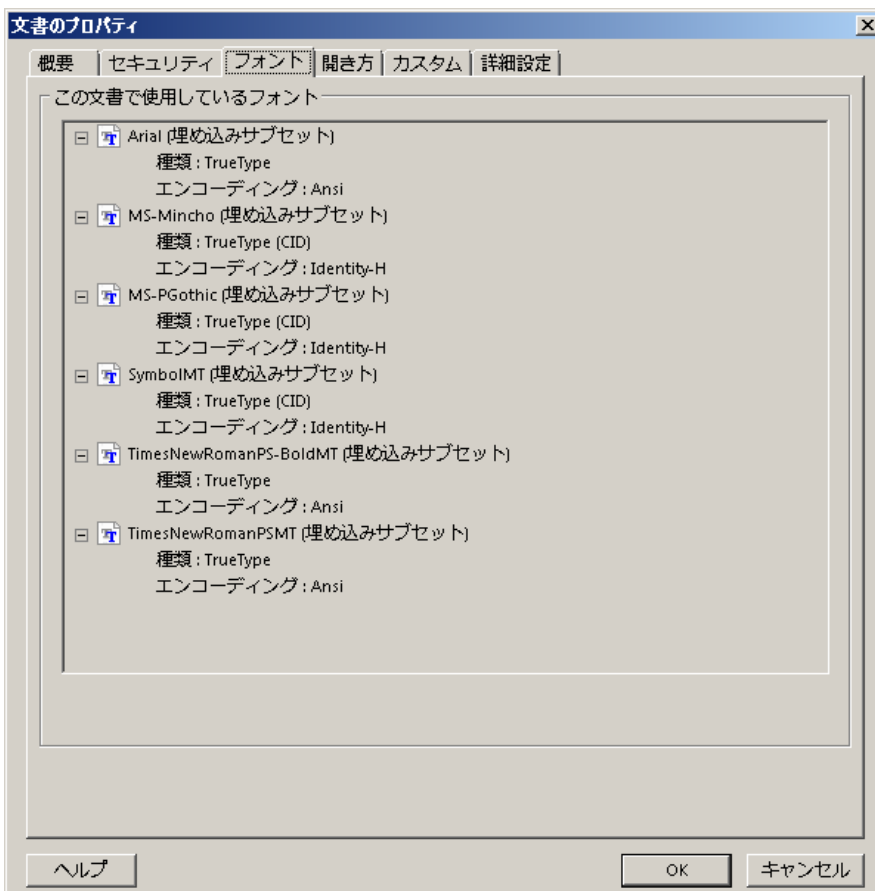 文書のプロパティ
概要 セキュリティ フォント 開き方 カスタム 詳細設定
この文書で使用しているフォント
Arial (埋め込みサブセット)
種類 : TrueType
エンコーディング : Ansi
MS-Mincho (埋め込みサブセット)
種類 : TrueType (CID)
エンコーディング : Identity-H
MS-PGothic (埋め込みサブセット)
種類 : TrueType (CID)
エンコーディング : Identity-H
SymbolMT (埋め込みサブセット)
種類 : TrueType (CID)
エンコーディング : Identity-H
TimesNewRomanPS-BoldMT (埋め込みサブセット)
種類 : TrueType
エンコーディング : Ansi
TimesNewRomanPSMT (埋め込みサブセット)
種類 : TrueType
エンコーディング : Ansi
ヘルプ OK キャンセル